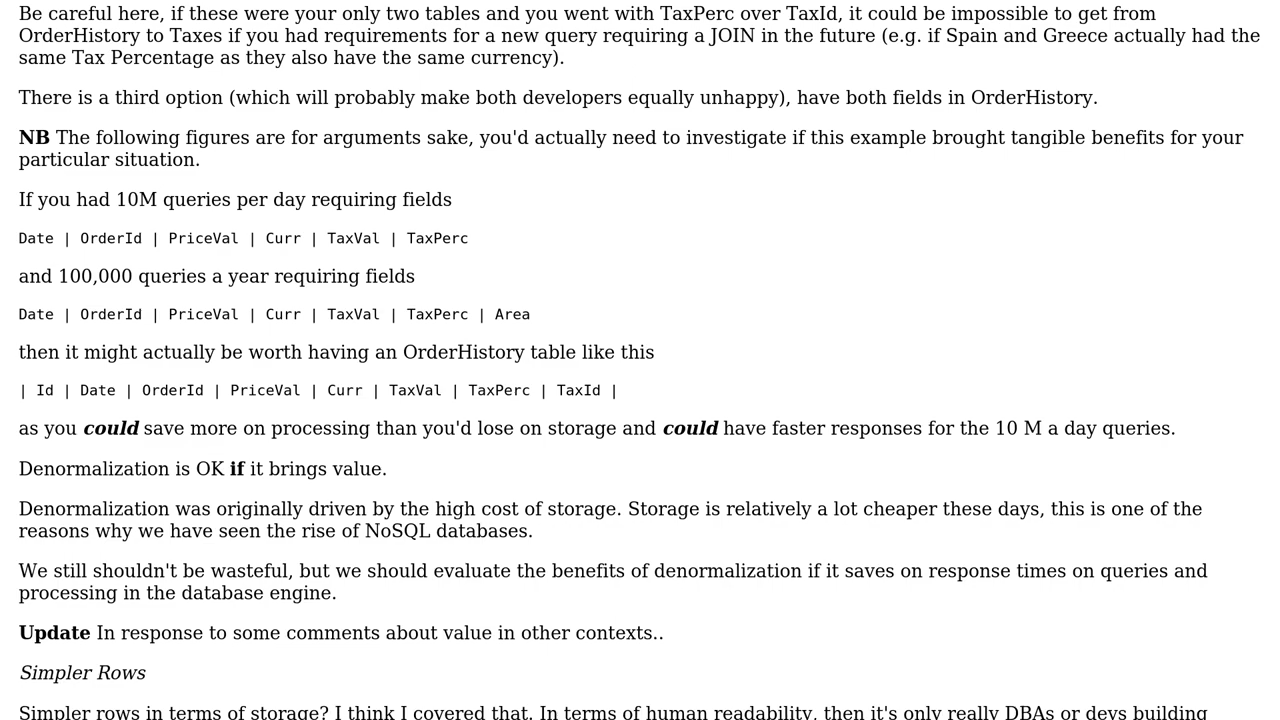 Be careful here, if these were your only two tables and you went with TaxPerc over TaxId, it could be impossible to get from
OrderHistory to Taxes if you had requirements for a new query requiring a JOIN in the future (e.g. if Spain and Greece actually had the
same Tax Percentage as they also have the same currency).
There is a third option (which will probably make both developers equally unhappy), have both fields in OrderHistory.
NB The following figures are for arguments sake, you'd actually need to investigate if this example brought tangible benefits for your
particular situation.
If you had 10M queries per day requiring fields
Date | OrderId | PriceVal | Curr | TaxVal | TaxPerc
and 100,000 queries a year requiring fields
Date | OrderId | PriceVal | Curr | TaxVal | TaxPerc | Area
then it might actually be worth having an OrderHistory table like this
| Id | Date | OrderId | PriceVal | Curr | TaxVal | TaxPerc | TaxId |
as you could save more on processing than you'd lose on storage and could have faster responses for the 10 M a day queries.
Denormalization is OK if it brings value.
Denormalization was originally driven by the high cost of storage. Storage is relatively a lot cheaper these days, this is one of the
reasons why we have seen the rise of NoSQL databases.
We still shouldn't be wasteful, but we should evaluate the benefits of denormalization if it saves on response times on queries and
processing in the database engine.
Update In response to some comments about value in other contexts..
Simpler Rows
Simpler rows in terms of storage? I think I covered that. In terms of human readability, then it's only really DBAs or devs building